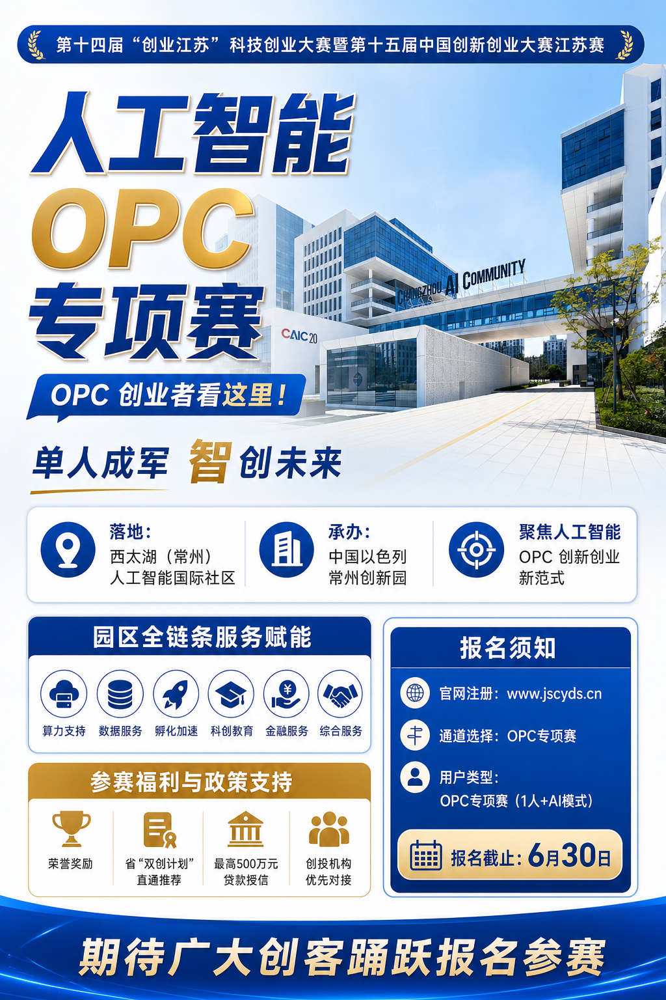 第十四届“创业江苏”科技创业大赛暨第十五届中国创新创业大赛江苏赛
人工智能
OPC
专项赛
CHANGZHOU AI COMMUNITY
CAIC 20
OPC 创业者看这里!
单人成军 智创未来
落地:
西太湖（常州）
人工智能国际社区
承办:
中国以色列
常州创新园
聚焦人工智能
OPC 创新创业
新范式
园区全链条服务赋能
算力支持
数据服务
孵化加速
科创教育
金融服务
综合服务
参赛福利与政策支持
荣誉奖励
省“双创计划”
直通推荐
最高500万元
贷款授信
创投机构
优先对接
报名须知
官网注册: www.jscyds.cn
通道选择: OPC专项赛
用户类型:
OPC专项赛（1人+AI模式）
报名截止: 6月30日
期待广大创客踊跃报名参赛